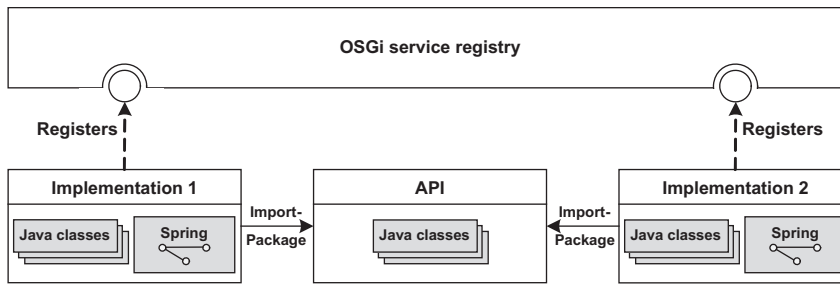 OSGi service registry
Registers
Registers
Implementation 1
API
Implementation 2
Import-
Package
Import-
Package
Java classes
Spring
Java classes
Java classes
Spring